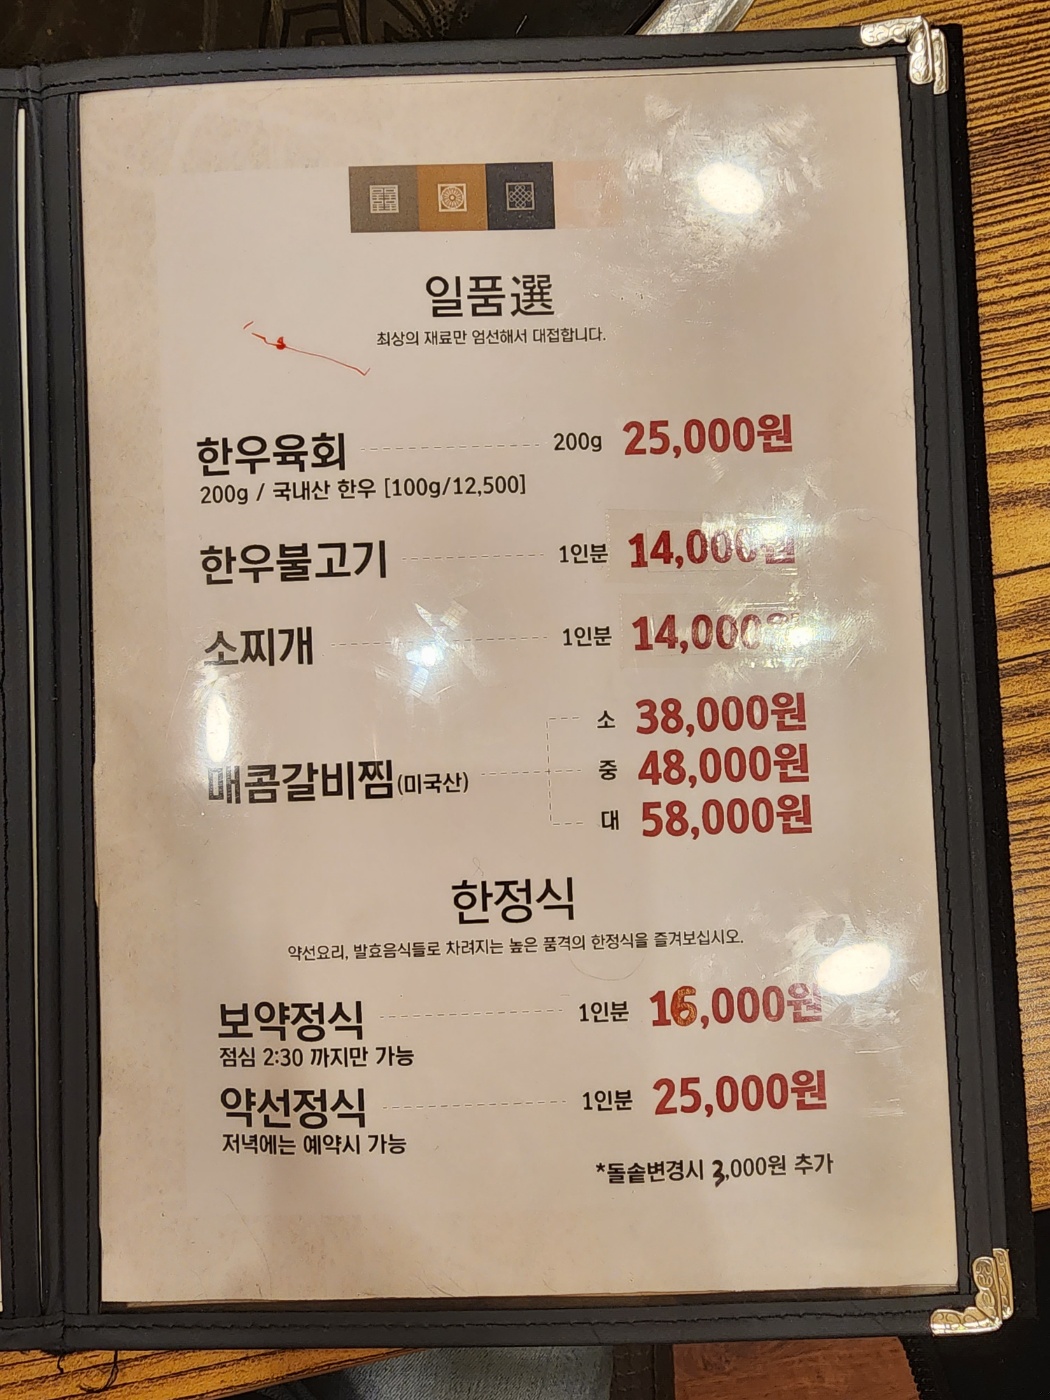 일품選
최상의 재료만 엄선해서 대접합니다.
한우육회 200g 25,000원
200g / 국내산 한우 [100g/12,500]
한우불고기 1인분 14,000원
소찌개 1인분 14,000원
소 38,000원
매콤갈비찜(미국산) 중 48,000원
대 58,000원
한정식
약선요리, 발효음식들로 차려지는 높은 품격의 한정식을 즐겨보십시오.
보약정식 1인분 16,000원
점심 2:30 까지만 가능
약선정식 1인분 25,000원
저녁에는 예약시 가능
*돌솥변경시 3,000원 추가